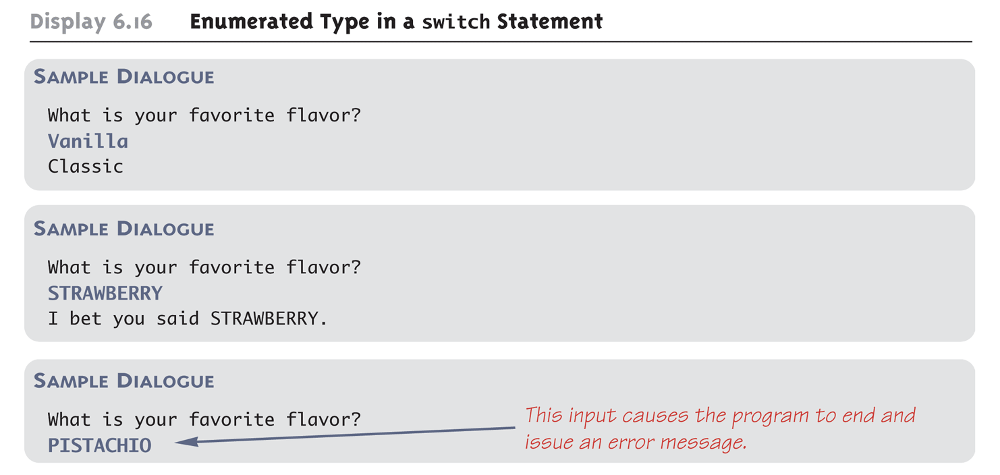 Display 6.16 Enumerated Type in a switch Statement
SAMPLE DIALOGUE
What is your favorite flavor?
Vanilla
Classic
SAMPLE DIALOGUE
What is your favorite flavor?
STRAWBERRY
I bet you said STRAWBERRY.
SAMPLE DIALOGUE
What is your favorite flavor?
PISTACHIO
This input causes the program to end and
issue an error message.